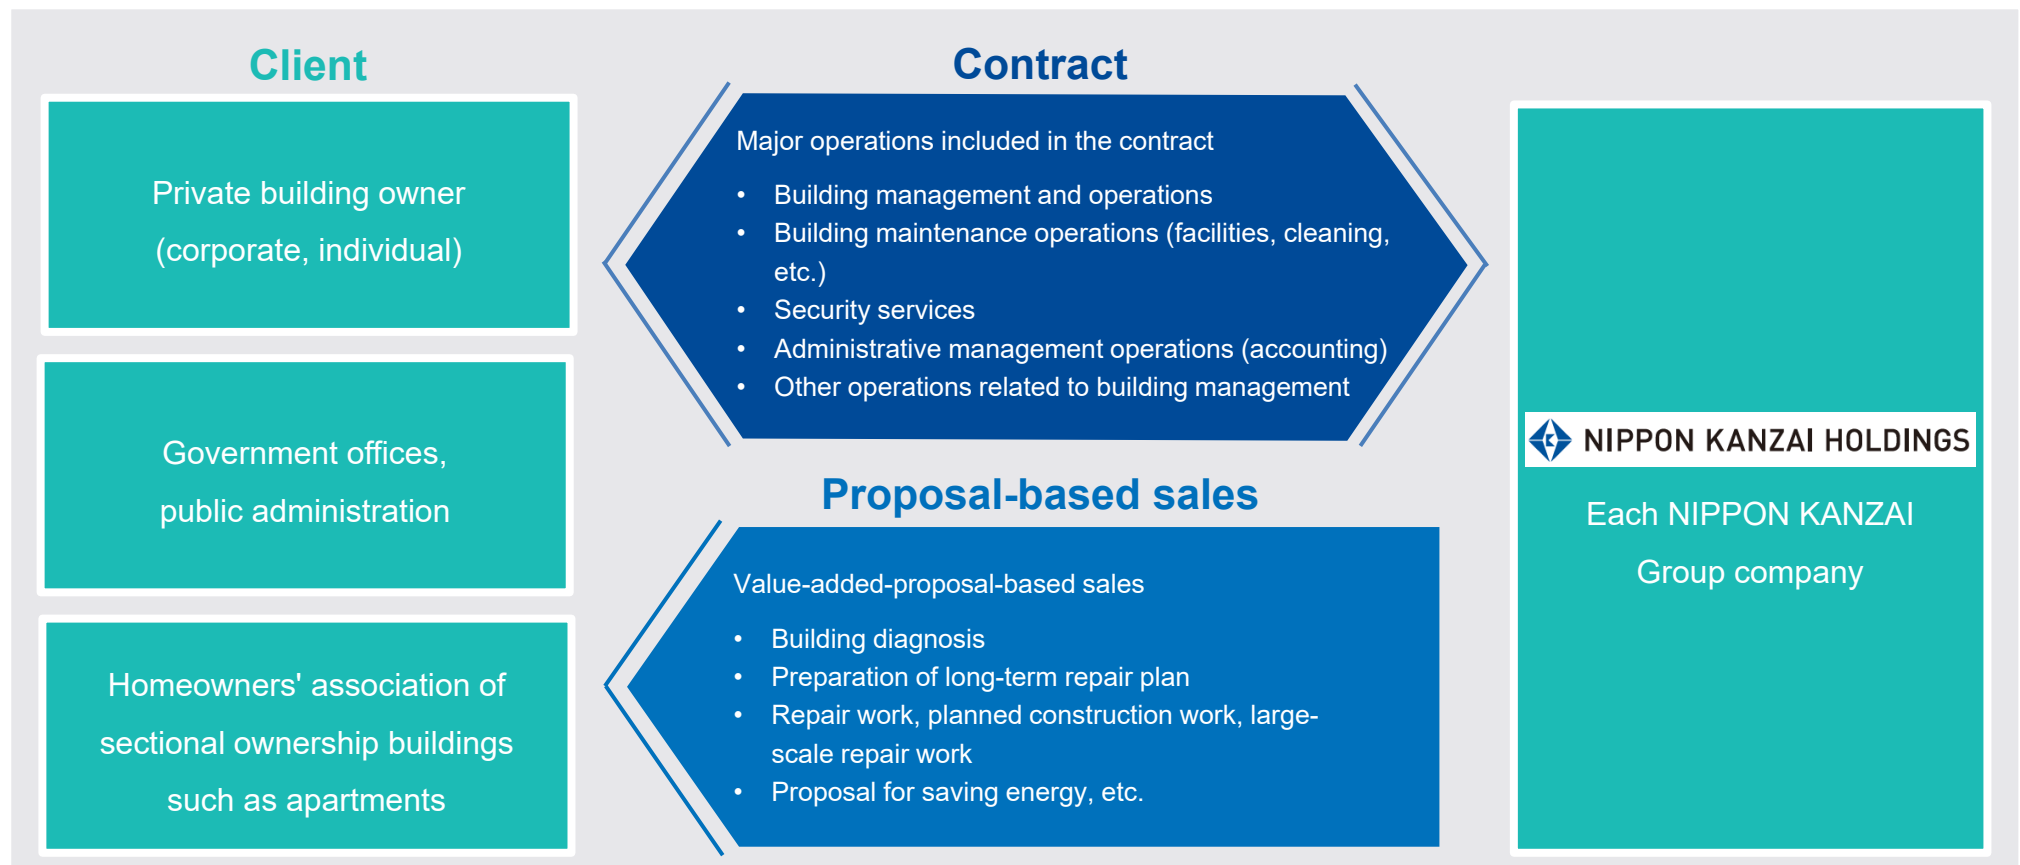 Client
Private building owner
(corporate, individual)
Government offices,
public administration
Homeowners' association of
sectional ownership buildings
such as apartments
Contract
Major operations included in the contract
• Building management and operations
• Building maintenance operations (facilities, cleaning,
etc.)
• Security services
• Administrative management operations (accounting)
• Other operations related to building management
Proposal-based sales
Value-added-proposal-based sales
• Building diagnosis
• Preparation of long-term repair plan
• Repair work, planned construction work, large-
scale repair work
• Proposal for saving energy, etc.
NIPPON KANZAI HOLDINGS
Each NIPPON KANZAI
Group company